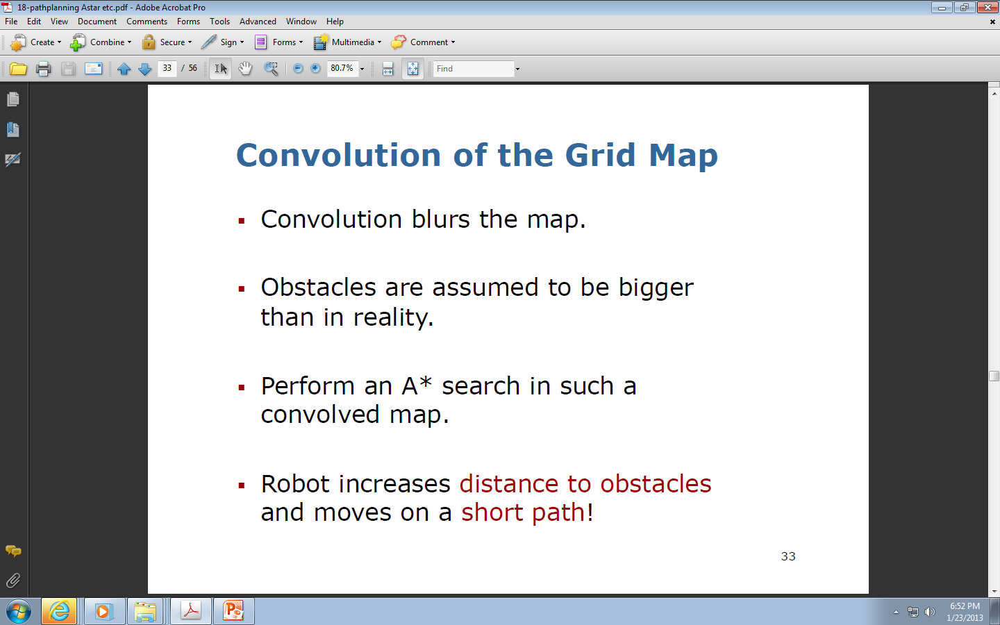 18-pathplanning Astar etc.pdf - Adobe Acrobat Pro
File Edit View Document Comments Forms Tools Advanced Window Help
Create Combine Secure Sign Forms Multimedia Comment
33 / 56 80.7% Find
Convolution of the Grid Map
▪ Convolution blurs the map.
▪ Obstacles are assumed to be bigger
than in reality.
▪ Perform an A* search in such a
convolved map.
▪ Robot increases distance to obstacles
and moves on a short path!
33
6:52 PM
1/23/2013